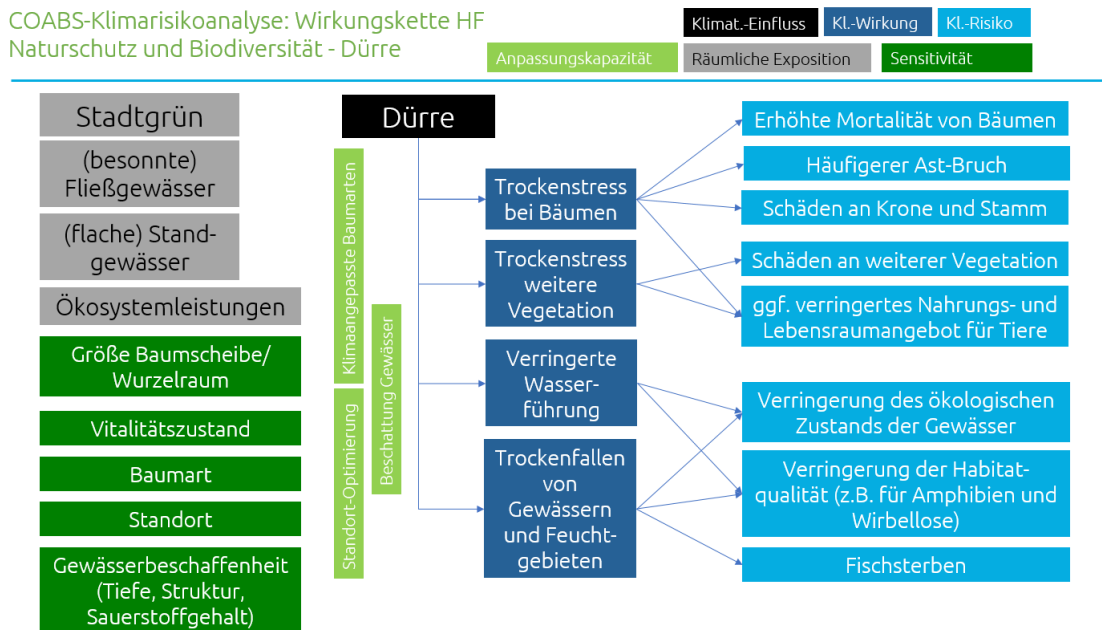 COABS-Klimarisikoanalyse: Wirkungskette HF
Naturschutz und Biodiversität - Dürre
Klimat.-Einfluss
Kl.-Wirkung
Kl.-Risiko
Anpassungskapazität
Räumliche Exposition
Sensitivität
Stadtgrün
(besonnte)
Fließgewässer
(flache) Stand-
gewässer
Ökosystemleistungen
Größe Baumscheibe/
Wurzelraum
Vitalitätszustand
Baumart
Standort
Gewässerbeschaffenheit
(Tiefe, Struktur,
Sauerstoffgehalt)
Dürre
Klimaangepasste Baumarten
Standort-Optimierung
Beschattung Gewässer
Trockenstress
bei Bäumen
Trockenstress
weitere
Vegetation
Verringerte
Wasser-
führung
Trockenfallen
von
Gewässern
und Feucht-
gebieten
Erhöhte Mortalität von Bäumen
Häufigerer Ast-Bruch
Schäden an Krone und Stamm
Schäden an weiterer Vegetation
ggf. verringertes Nahrungs- und
Lebensraumangebot für Tiere
Verringerung des ökologischen
Zustands der Gewässer
Verringerung der Habitat-
qualität (z.B. für Amphibien und
Wirbellose)
Fischsterben